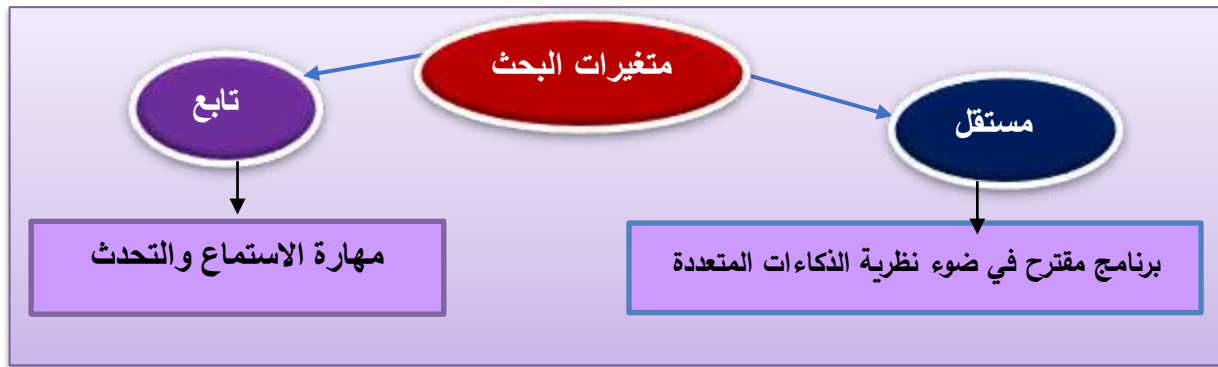 متغيرات البحث
مستقل
تابع
برنامج مقترح في ضوء نظرية الذكاءات المتعددة
مهارة الاستماع والتحدث